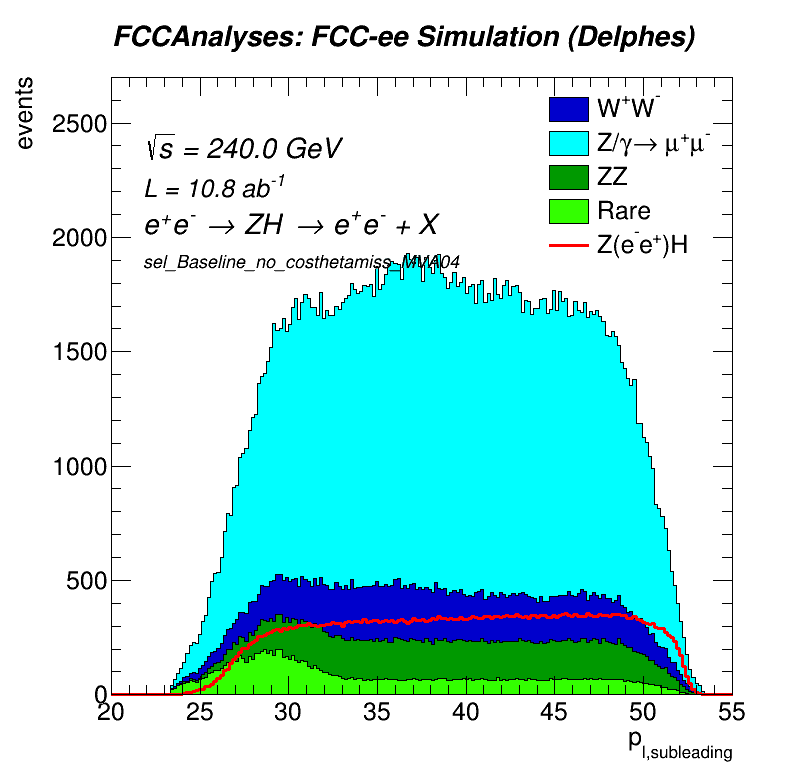 FCCAnalyses: FCC-ee Simulation (Delphes)
events
√s = 240.0 GeV
L = 10.8 ab⁻¹
e⁺e⁻ → ZH → e⁺e⁻ + X
sel_Baseline_no_costhetamiss_MVA04
W⁺W⁻
Z/γ→ μ⁺μ⁻
ZZ
Rare
Z(e⁻e⁺)H
2500
2000
1500
1000
500
0
20 25 30 35 40 45 50 55
p_l,subleading